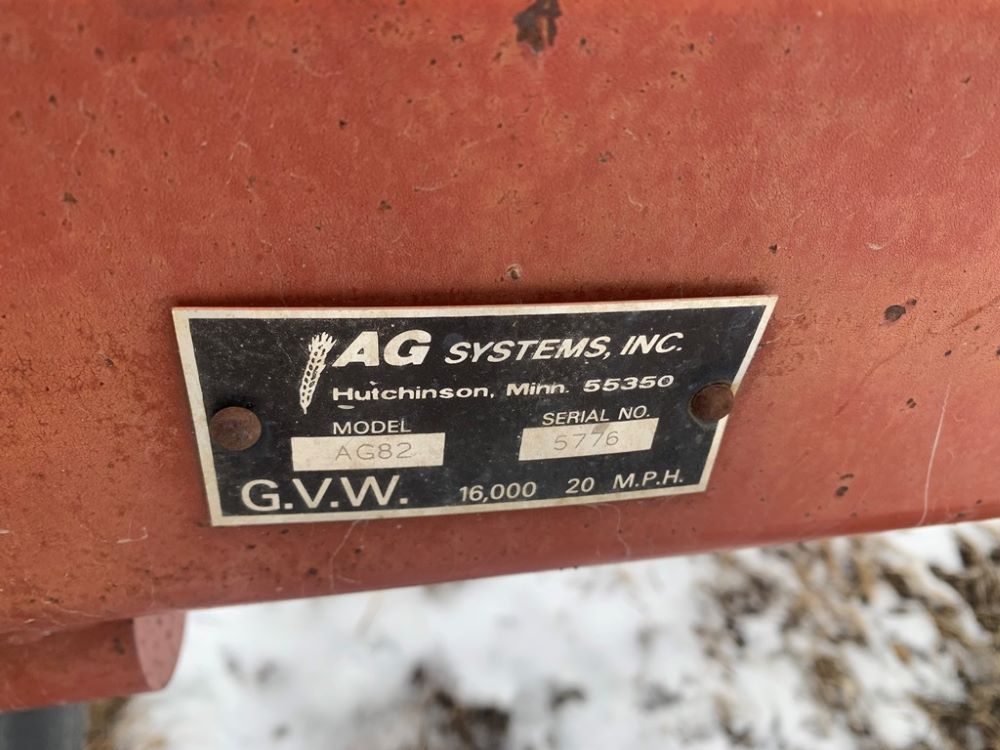 AG SYSTEMS, INC.
Hutchinson, Minn. 55350
MODEL SERIAL NO.
AG82 5776
G.V.W. 16,000 20 M.P.H.